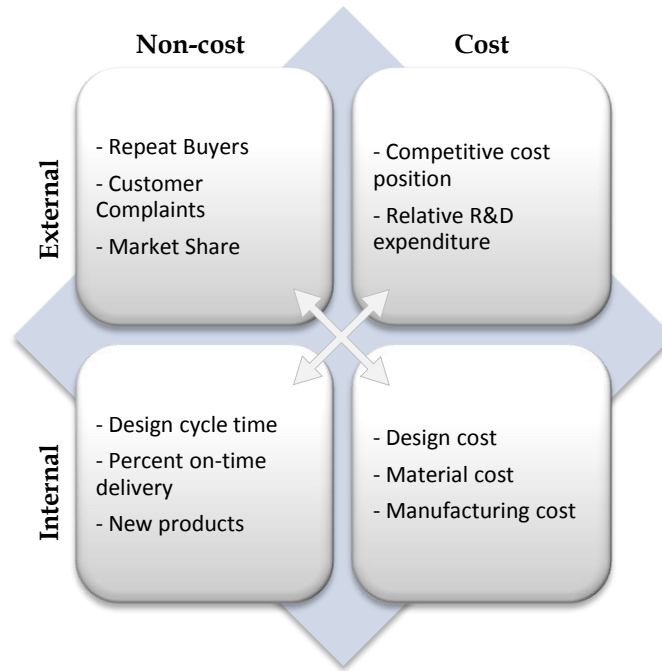 Non-cost
Cost
External
- Repeat Buyers
- Customer
Complaints
- Market Share
- Competitive cost
position
- Relative R&D
expenditure
Internal
- Design cycle time
- Percent on-time
delivery
- New products
- Design cost
- Material cost
- Manufacturing cost